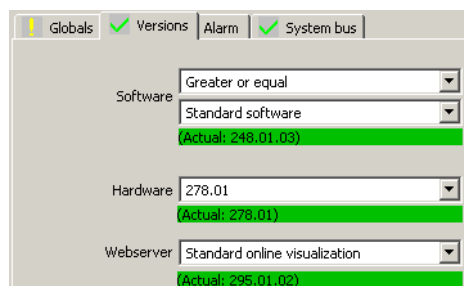 Globals Versions Alarm System bus
Software
Greater or equal
Standard software
(Actual: 248.01.03)
Hardware 278.01
(Actual: 278.01)
Webserver Standard online visualization
(Actual: 295.01.02)